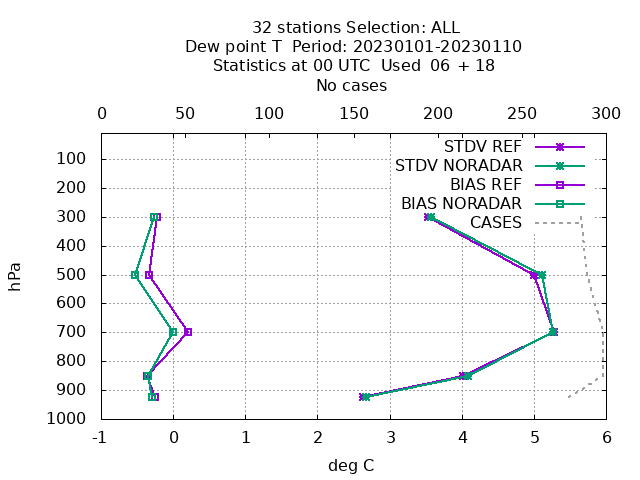 32 stations Selection: ALL
Dew point T  Period: 20230101-20230110
Statistics at 00 UTC  Used  06 + 18
No cases
0 50 100 150 200 250 300
STDV REF
STDV NORADAR
BIAS REF
BIAS NORADAR
CASES
hPa
100
200
300
400
500
600
700
800
900
1000
-1 0 1 2 3 4 5 6
deg C